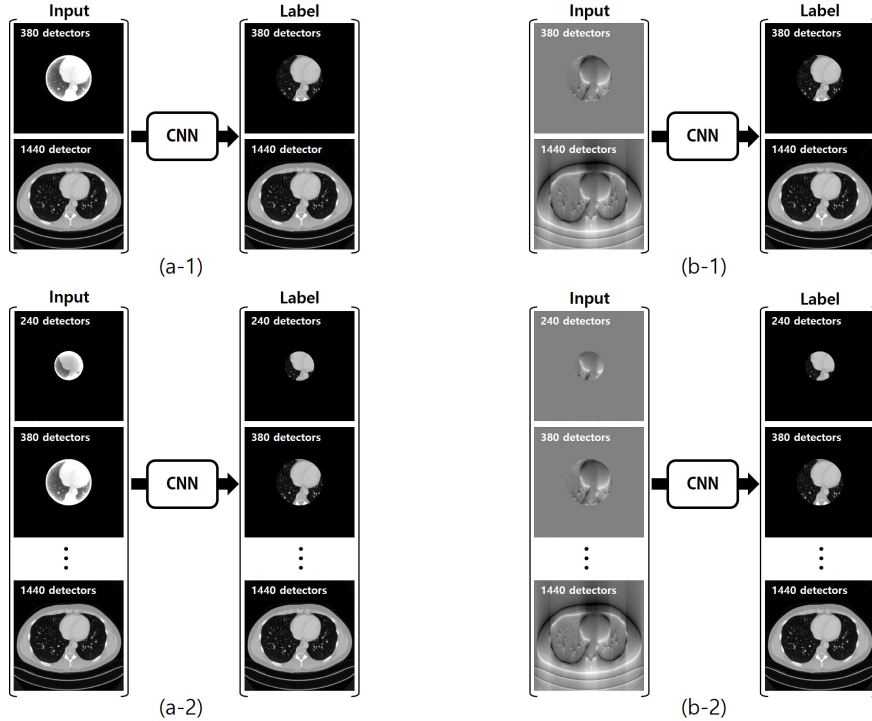 Input
Label
380 detectors
380 detectors
CNN
1440 detector
1440 detector
(a-1)
Input
Label
380 detectors
380 detectors
CNN
1440 detectors
1440 detectors
(b-1)
Input
Label
240 detectors
240 detectors
380 detectors
380 detectors
CNN
1440 detectors
1440 detectors
(a-2)
Input
Label
240 detectors
240 detectors
380 detectors
380 detectors
CNN
1440 detectors
1440 detectors
(b-2)